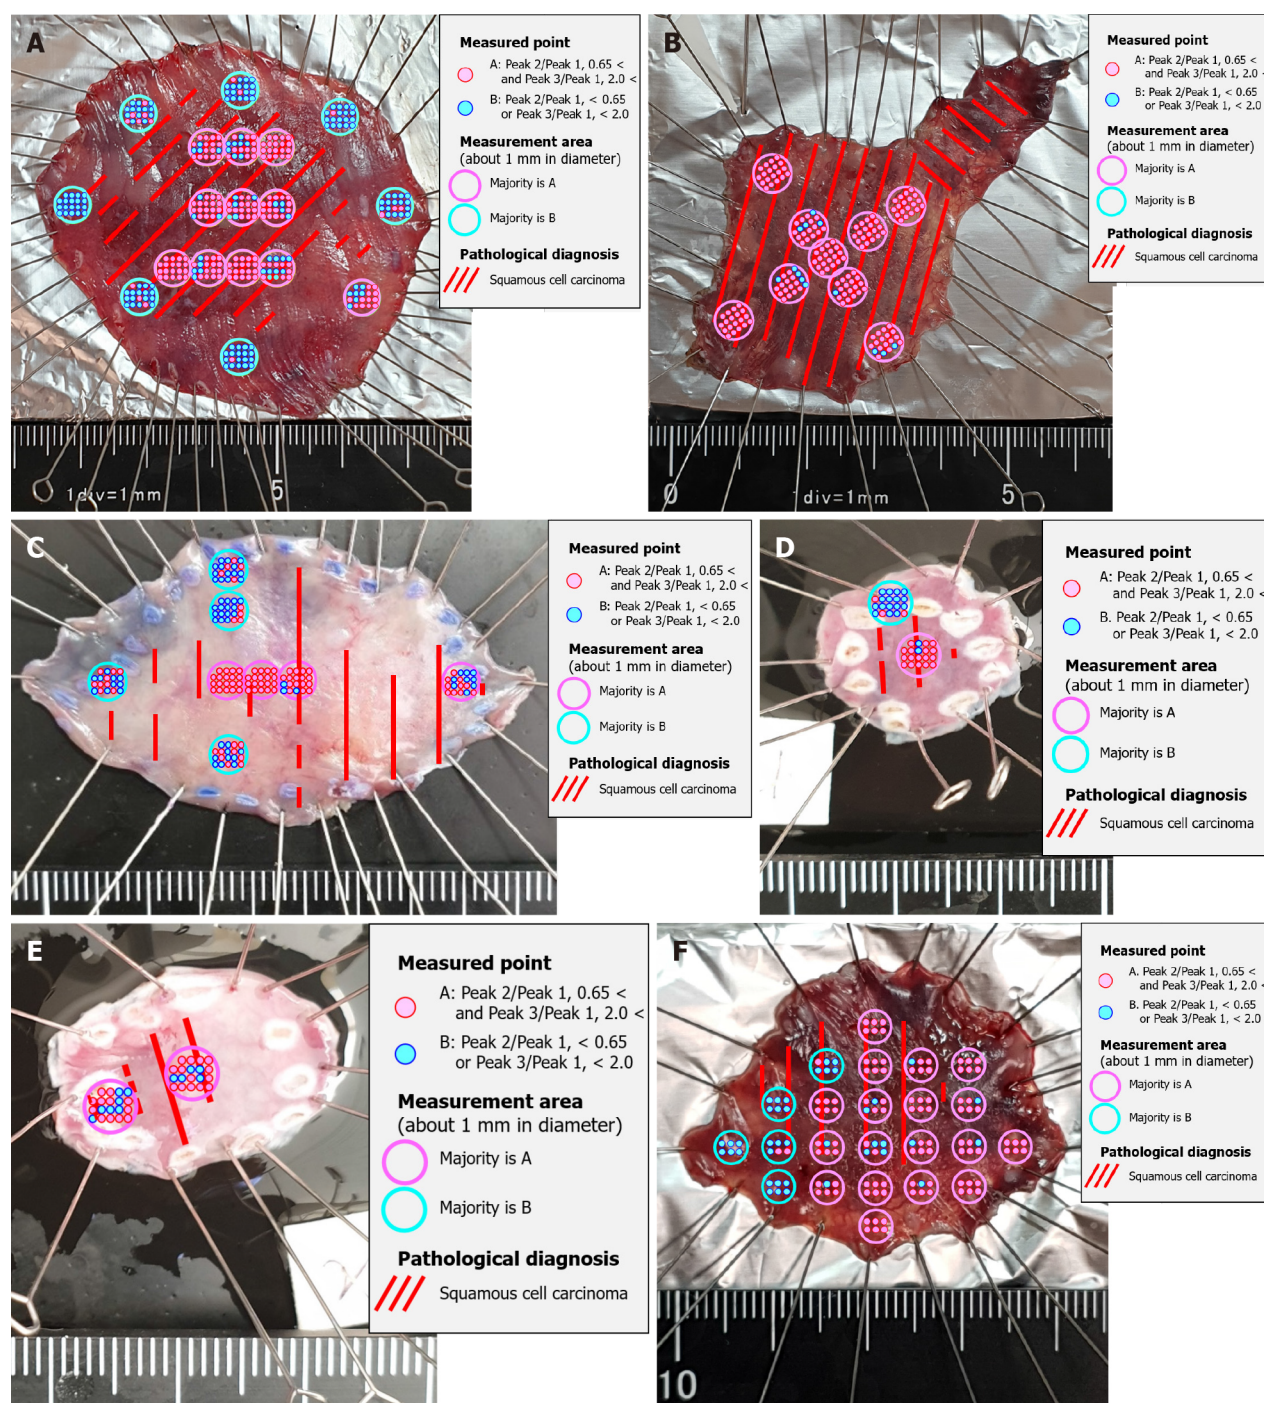 A
Measured point
A: Peak 2/Peak 1, 0.65 <
and Peak 3/Peak 1, 2.0 <
B: Peak 2/Peak 1, < 0.65
or Peak 3/Peak 1, < 2.0
Measurement area
(about 1 mm in diameter)
Majority is A
Majority is B
Pathological diagnosis
Squamous cell carcinoma
1div=1mm
5
B
Measured point
A: Peak 2/Peak 1, 0.65 <
and Peak 3/Peak 1, 2.0 <
B: Peak 2/Peak 1, < 0.65
or Peak 3/Peak 1, < 2.0
Measurement area
(about 1 mm in diameter)
Majority is A
Majority is B
Pathological diagnosis
Squamous cell carcinoma
0
1div=1mm
5
C
Measured point
A: Peak 2/Peak 1, 0.65 <
and Peak 3/Peak 1, 2.0 <
B: Peak 2/Peak 1, < 0.65
or Peak 3/Peak 1, < 2.0
Measurement area
(about 1 mm in diameter)
Majority is A
Majority is B
Pathological diagnosis
Squamous cell carcinoma
D
Measured point
A: Peak 2/Peak 1, 0.65 <
and Peak 3/Peak 1, 2.0 <
B. Peak 2/Peak 1, < 0.65
or Peak 3/Peak 1, < 2.0
Measurement area
(about 1 mm in diameter)
Majority is A
Majority is B
Pathological diagnosis
Squamous cell carcinoma
E
Measured point
A: Peak 2/Peak 1, 0.65 <
and Peak 3/Peak 1, 2.0 <
B: Peak 2/Peak 1, < 0.65
or Peak 3/Peak 1, < 2.0
Measurement area
(about 1 mm in diameter)
Majority is A
Majority is B
Pathological diagnosis
Squamous cell carcinoma
F
Measured point
A. Peak 2/Peak 1, 0.65 <
and Peak 3/Peak 1, 2.0 <
B. Peak 2/Peak 1, < 0.65
or Peak 3/Peak 1, < 2.0
Measurement area
(about 1 mm in diameter)
Majority is A
Majority is B
Pathological diagnosis
Squamous cell carcinoma
10